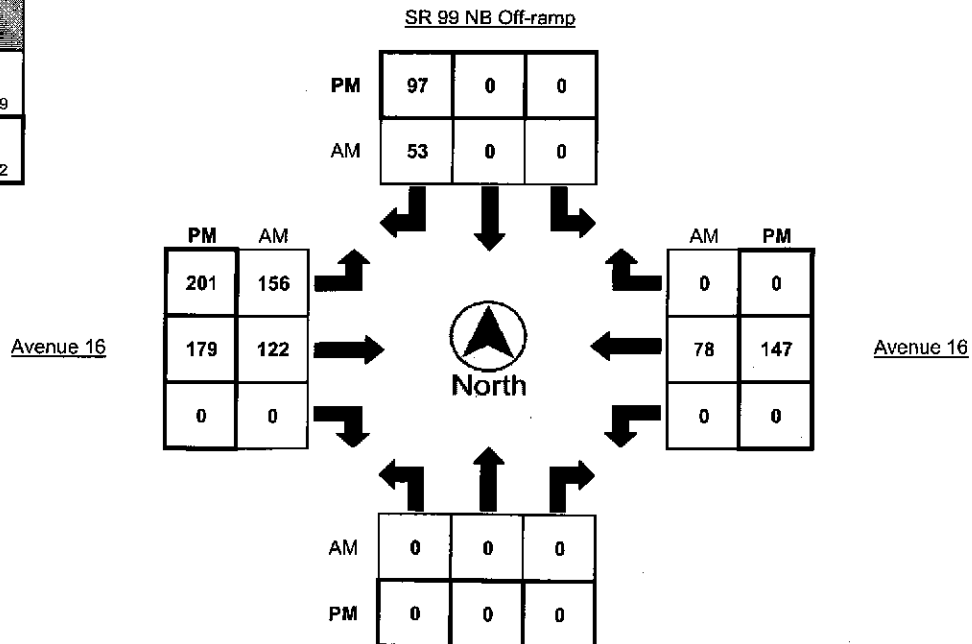 SR 99 NB Off-ramp
9
2
PM 97 0 0
AM 53 0 0
PM AM
201 156
179 122
0 0
Avenue 16
North
AM PM
0 0
78 147
0 0
Avenue 16
AM 0 0 0
PM 0 0 0